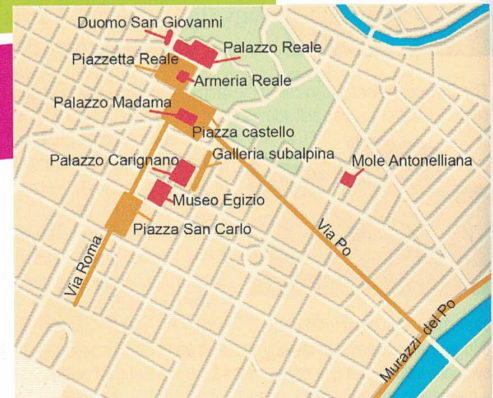 Duomo San Giovanni
Palazzo Reale
Piazzetta Reale
Armeria Reale
Palazzo Madama
Piazza castello
Galleria subalpina
Palazzo Carignano
Mole Antonelliana
Museo Egizio
Piazza San Carlo
Via Roma
Via Po
Murazzi del Po